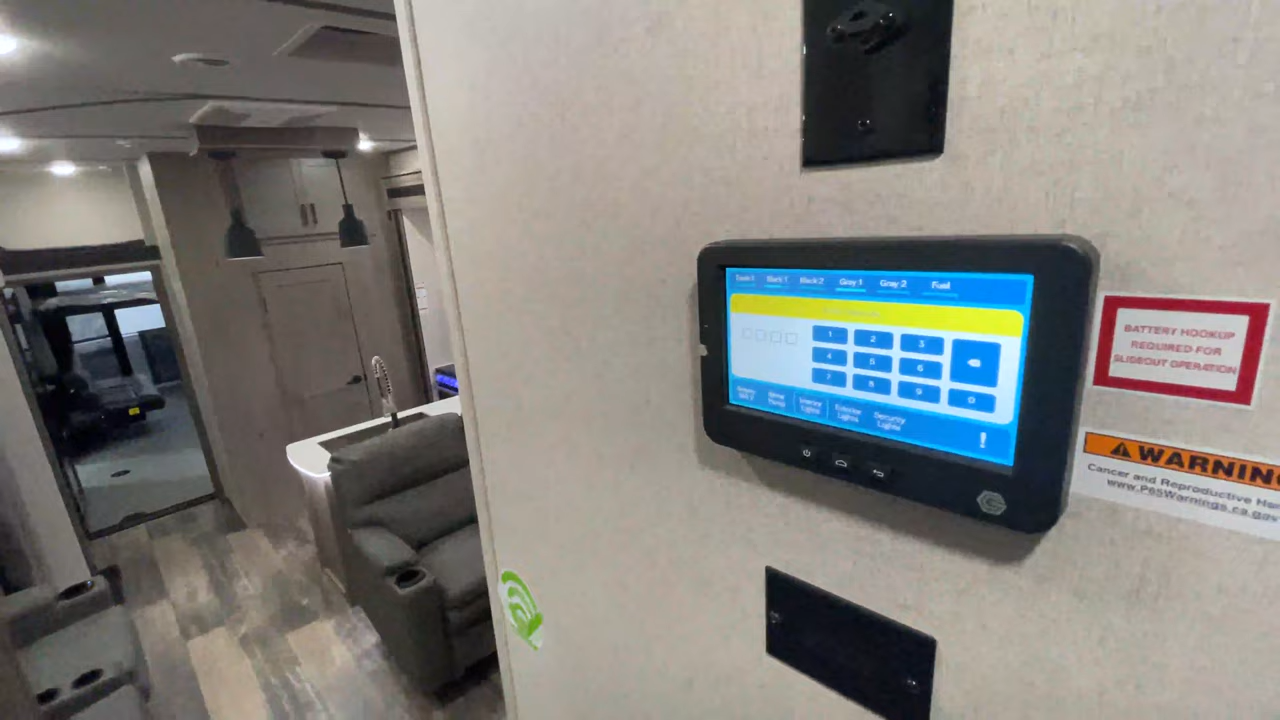 Black 1 Black 2 Gray 1 Gray 2 Fuel
1 2 3
4 5 6
7 8 9 0
Interior Exterior Security
Lights Lights Lights
!
BATTERY HOOKUP
REQUIRED FOR
SLIDEOUT OPERATION
WARNING
Cancer and Reproductive
www.P65Warnings.ca.gov